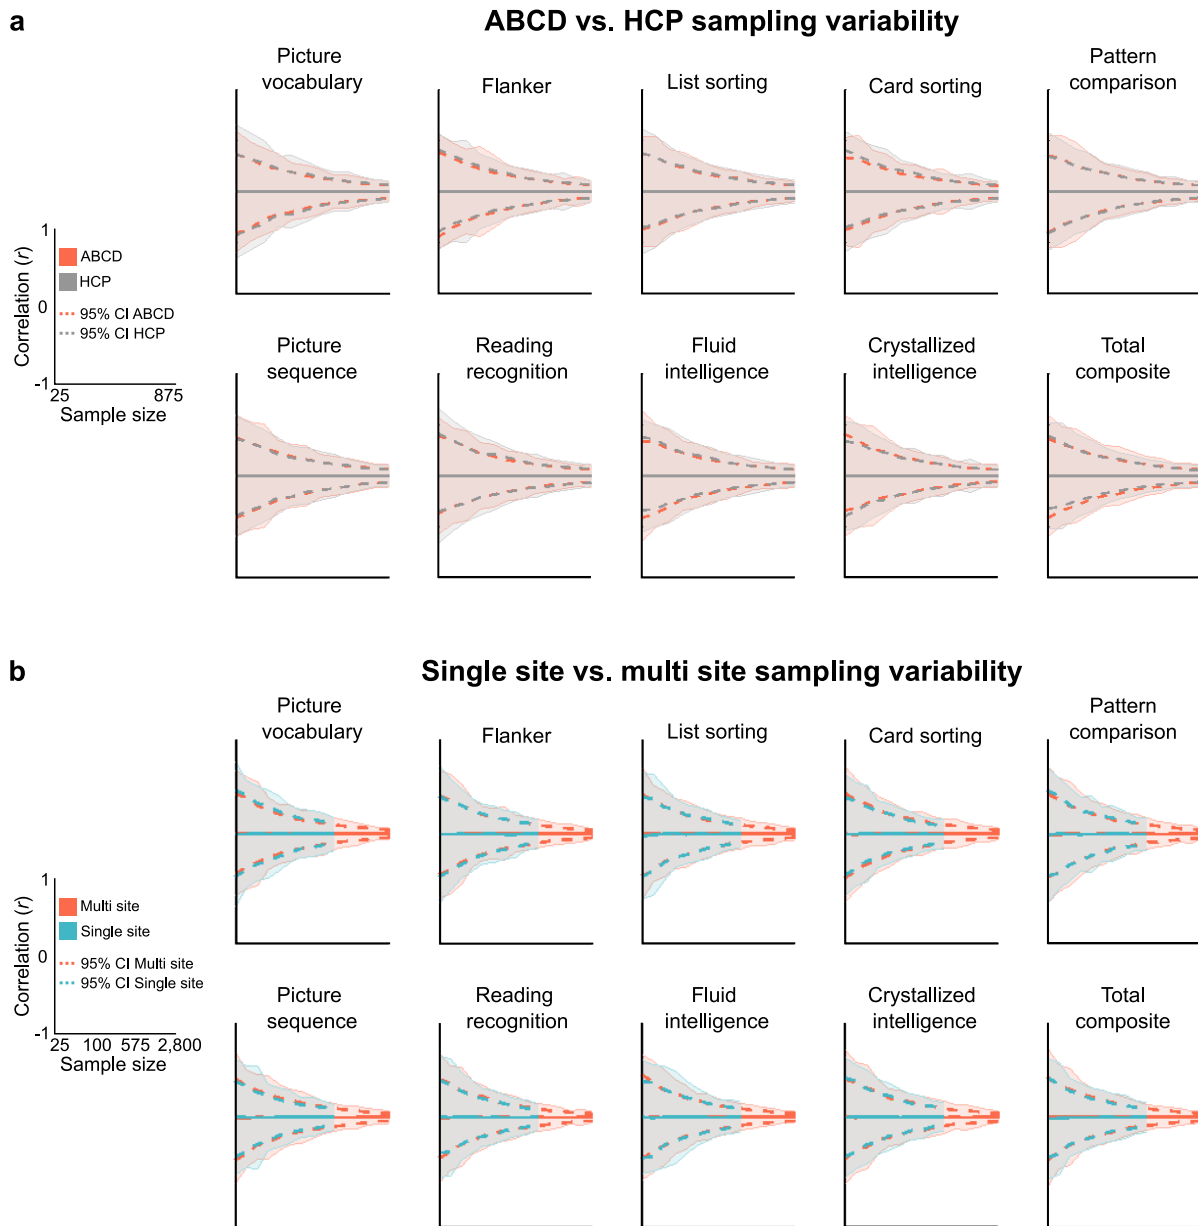 a
ABCD vs. HCP sampling variability
Picture
vocabulary
Flanker
List sorting
Card sorting
Pattern
comparison
1
0
-1
Correlation (r)
ABCD
HCP
95% CI ABCD
95% CI HCP
25
875
Sample size
Picture
sequence
Reading
recognition
Fluid
intelligence
Crystallized
intelligence
Total
composite
b
Single site vs. multi site sampling variability
Picture
vocabulary
Flanker
List sorting
Card sorting
Pattern
comparison
1
0
-1
Correlation (r)
Multi site
Single site
95% CI Multi site
95% CI Single site
25 100 575 2,800
Sample size
Picture
sequence
Reading
recognition
Fluid
intelligence
Crystallized
intelligence
Total
composite